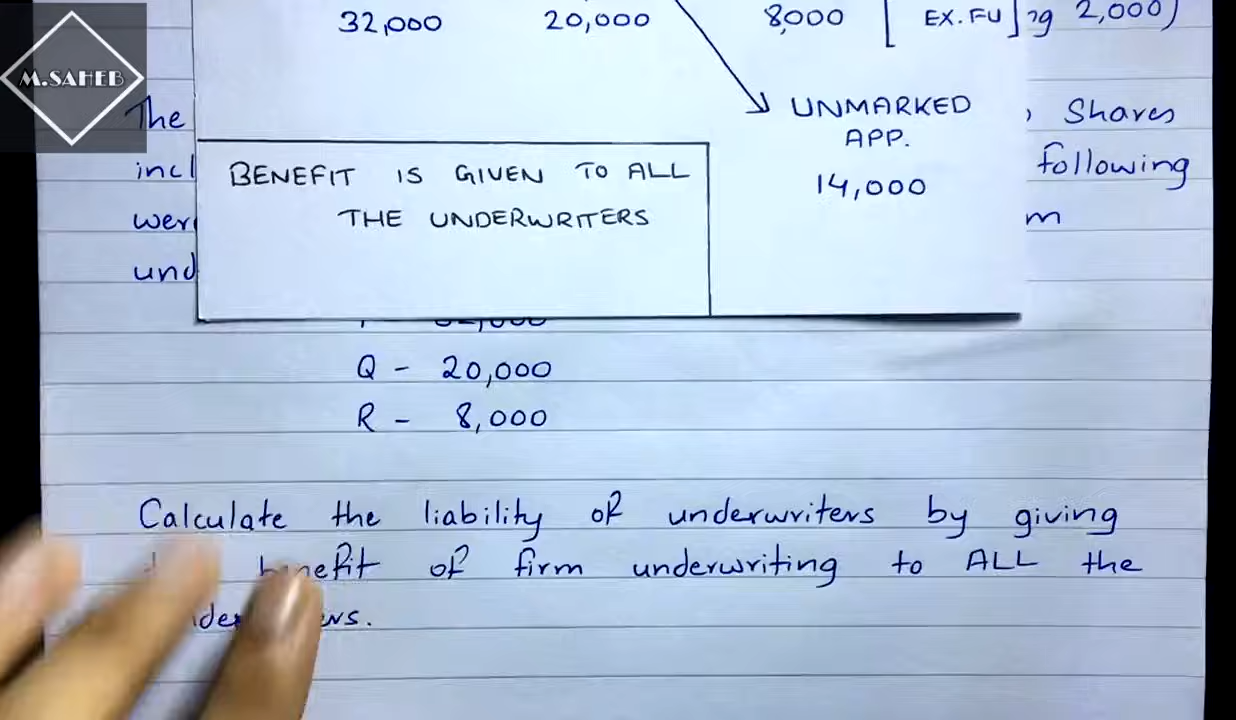 32,000 20,000 8,000 [EX. FU] 2,000)
M.SAHEB
UNMARKED
The Shares
APP.
incl following
BENEFIT IS GIVEN TO ALL
14,000
THE UNDERWRITERS
were m
und
Q - 20,000
R - 8,000
Calculate the liability of underwriters by giving
benefit of firm underwriting to ALL the